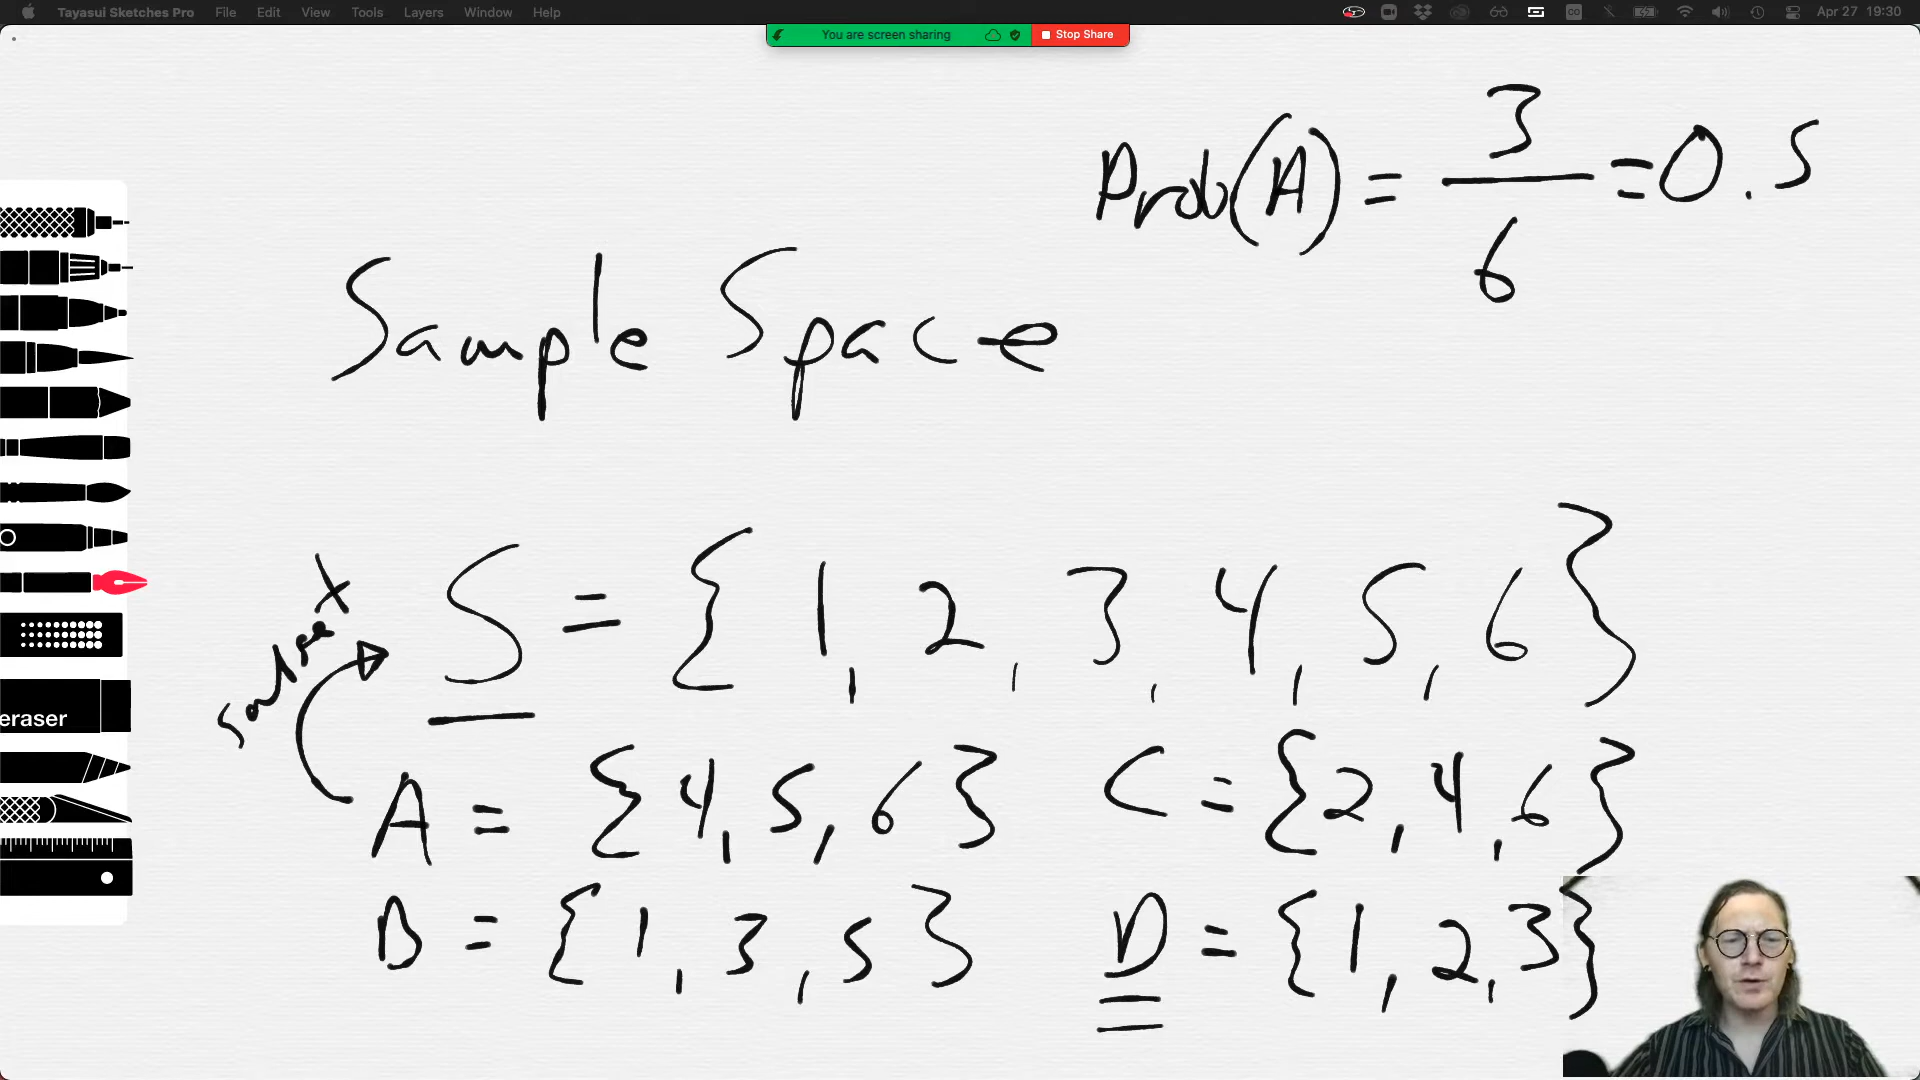 Tayasui Sketches Pro File Edit View Tools Layers Window Help Apr 27 19:30
You are screen sharing Stop Share
Prob(A) = 3/6 = 0.5
Sample Space
subset
S = {1, 2, 3, 4, 5, 6}
eraser
A = {4, 5, 6} C = {2, 4, 6}
B = {1, 3, 5} D = {1, 2, 3}